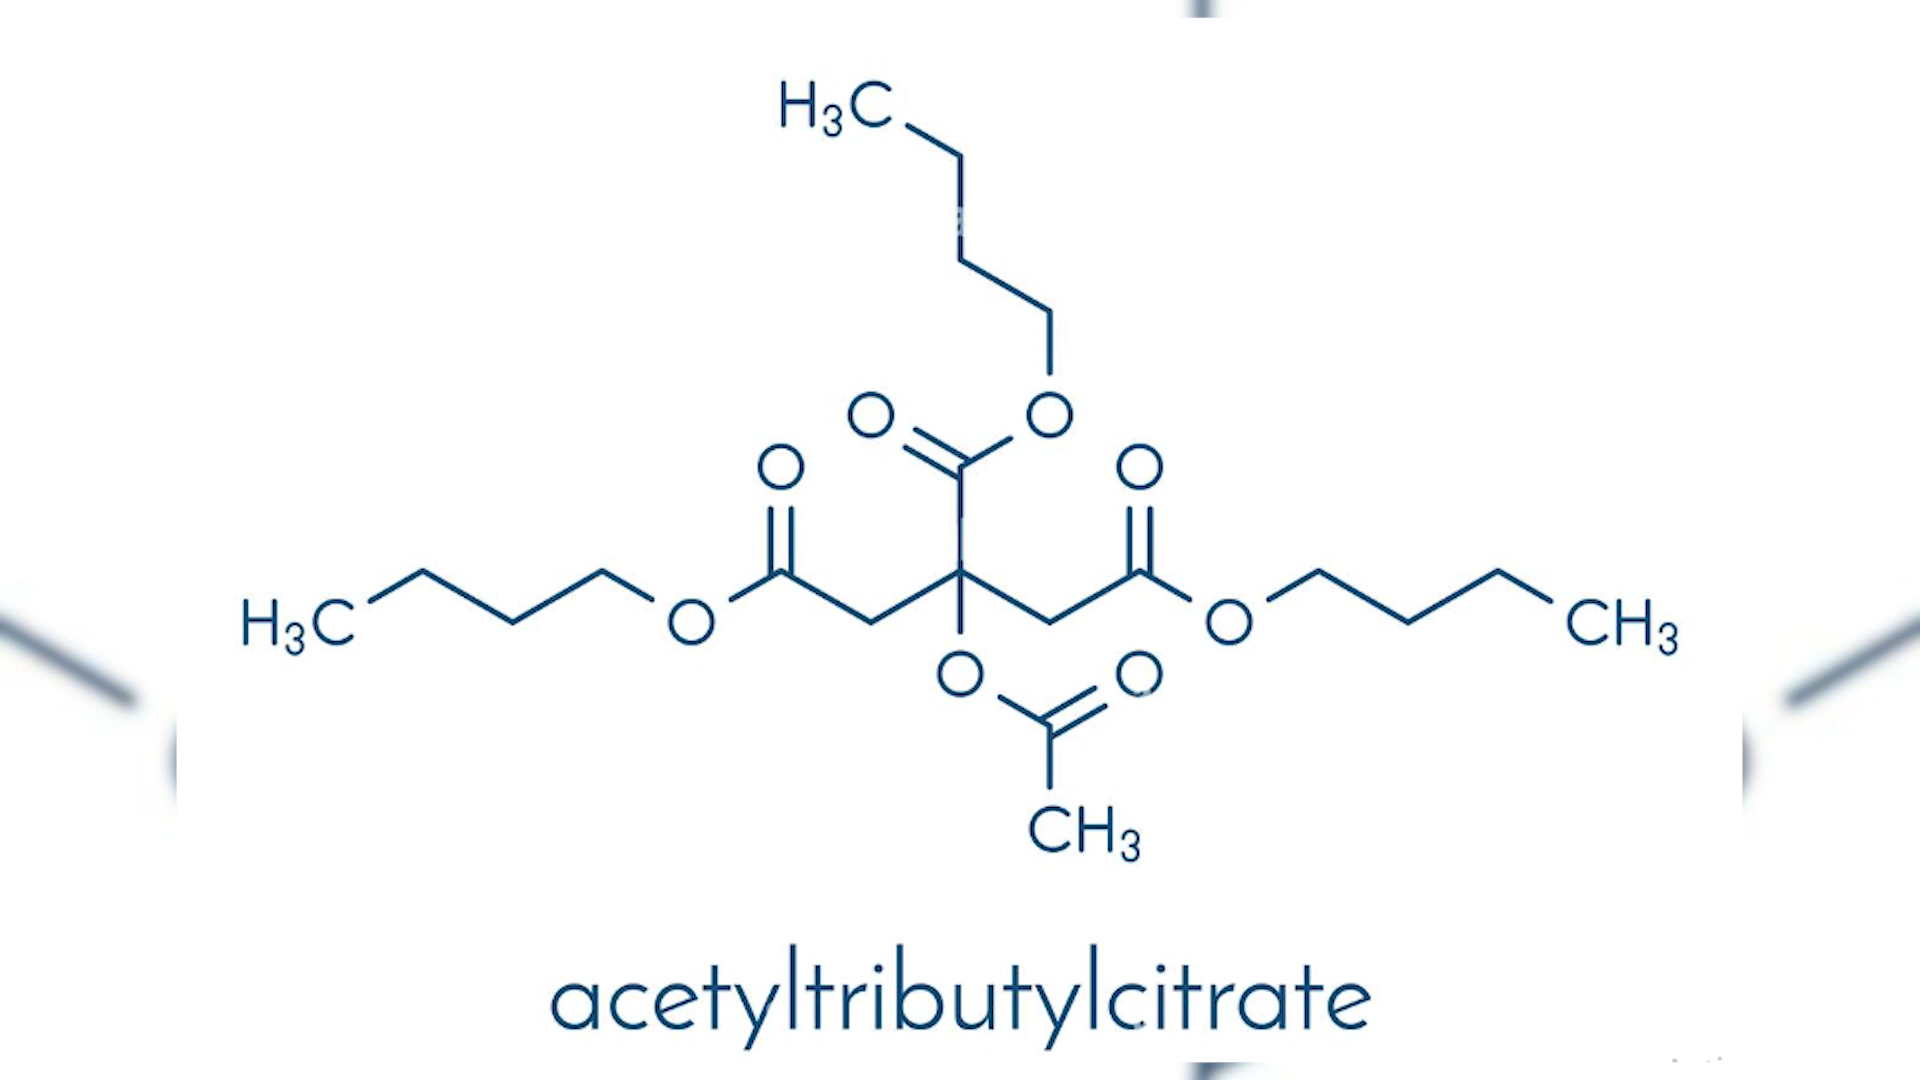 H₃C
O O
O O
H₃C O O CH₃
O O
CH₃
acetyltributylcitrate